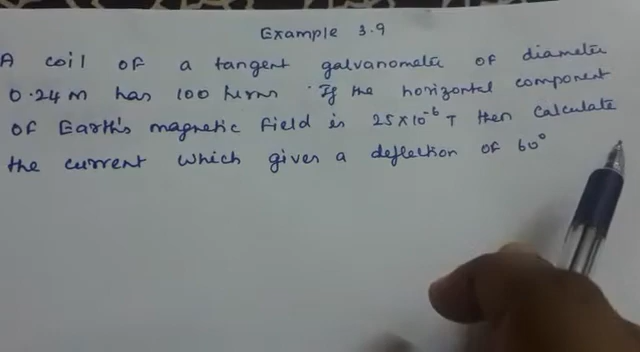 Example 3.9
A coil of a tangent galvanometer of diameter
0.24 m has 100 turns. If the horizontal component
of Earth's magnetic field is 25×10⁻⁶ T then calculate
the current which gives a deflection of 60°